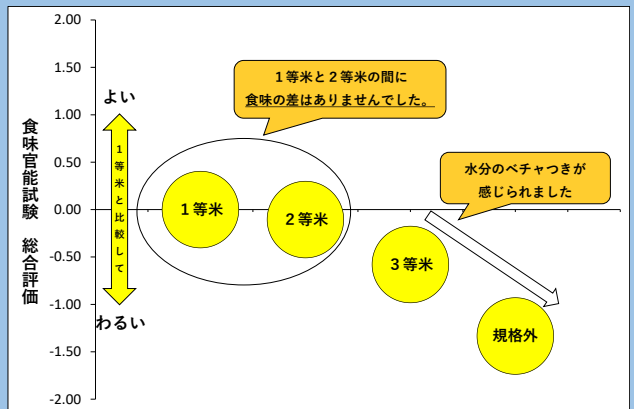 2.00
1.50
1.00
0.50
0.00
-0.50
-1.00
-1.50
-2.00
食味官能試験 総合評価
よい
1等米と比較して
わるい
1等米と2等米の間に
食味の差はありませんでした。
水分のベチャつきが
感じられました
1等米
2等米
3等米
規格外